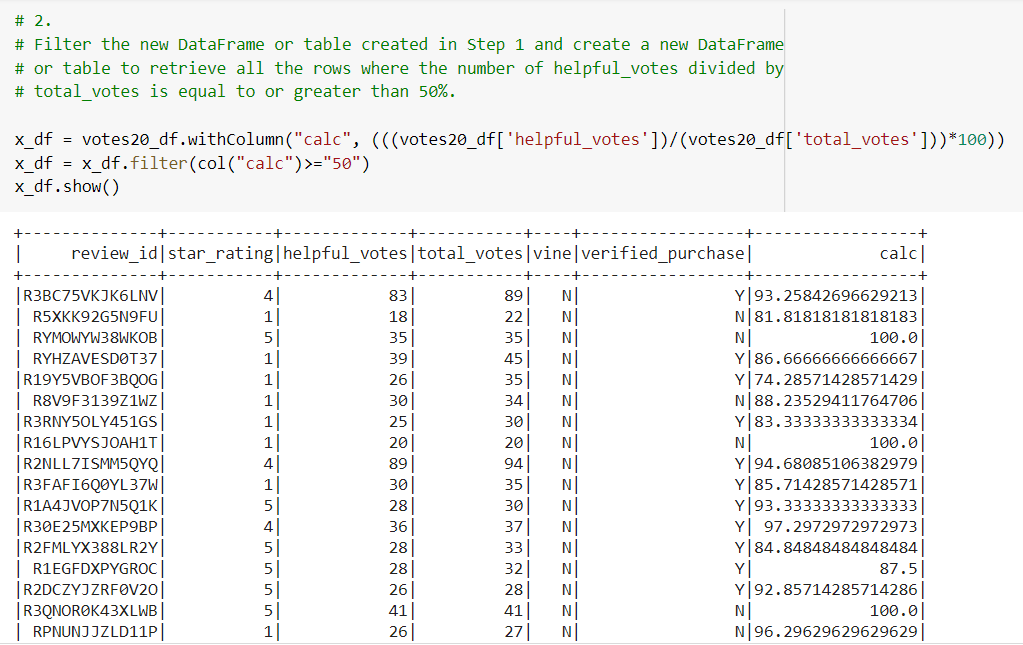 # 2.
# Filter the new DataFrame or table created in Step 1 and create a new DataFrame
# or table to retrieve all the rows where the number of helpful_votes divided by
# total_votes is equal to or greater than 50%.
x_df = votes20_df.withColumn("calc", (((votes20_df['helpful_votes'])/(votes20_df['total_votes']))*100))
x_df = x_df.filter(col("calc")>="50")
x_df.show()
+--------------+-----------+-------------+-----------+----+-----------------+-----------------+
|     review_id|star_rating|helpful_votes|total_votes|vine|verified_purchase|             calc|
+--------------+-----------+-------------+-----------+----+-----------------+-----------------+
|R3BC75VKJK6LNV|          4|           83|         89|   N|                Y|93.25842696629213|
| R5XKK92G5N9FU|          1|           18|         22|   N|                N|81.81818181818183|
| RYMOWYW38WKOB|          5|           35|         35|   N|                N|            100.0|
| RYHZAVESD0T37|          1|           39|         45|   N|                Y|86.66666666666667|
|R19Y5VBOF3BQOG|          1|           26|         35|   N|                Y|74.28571428571429|
| R8V9F3139Z1WZ|          1|           30|         34|   N|                N|88.23529411764706|
|R3RNY5OLY451GS|          1|           25|         30|   N|                Y|83.33333333333334|
|R16LPVYSJOAH1T|          1|           20|         20|   N|                N|            100.0|
|R2NLL7ISMM5QYQ|          4|           89|         94|   N|                Y|94.68085106382979|
|R3FAFI6Q0YL37W|          1|           30|         35|   N|                Y|85.71428571428571|
|R1A4JVOP7N5Q1K|          5|           28|         30|   N|                Y|93.33333333333333|
|R30E25MXKEP9BP|          4|           36|         37|   N|                Y| 97.2972972972973|
|R2FMLYX388LR2Y|          5|           28|         33|   N|                Y|84.84848484848484|
| R1EGFDXPYGROC|          5|           28|         32|   N|                Y|             87.5|
|R2DCZYJZRF0V2O|          5|           26|         28|   N|                Y|92.85714285714286|
|R3QNOR0K43XLWB|          5|           41|         41|   N|                N|            100.0|
| RPNUNJJZLD11P|          1|           26|         27|   N|                N|96.29629629629629|